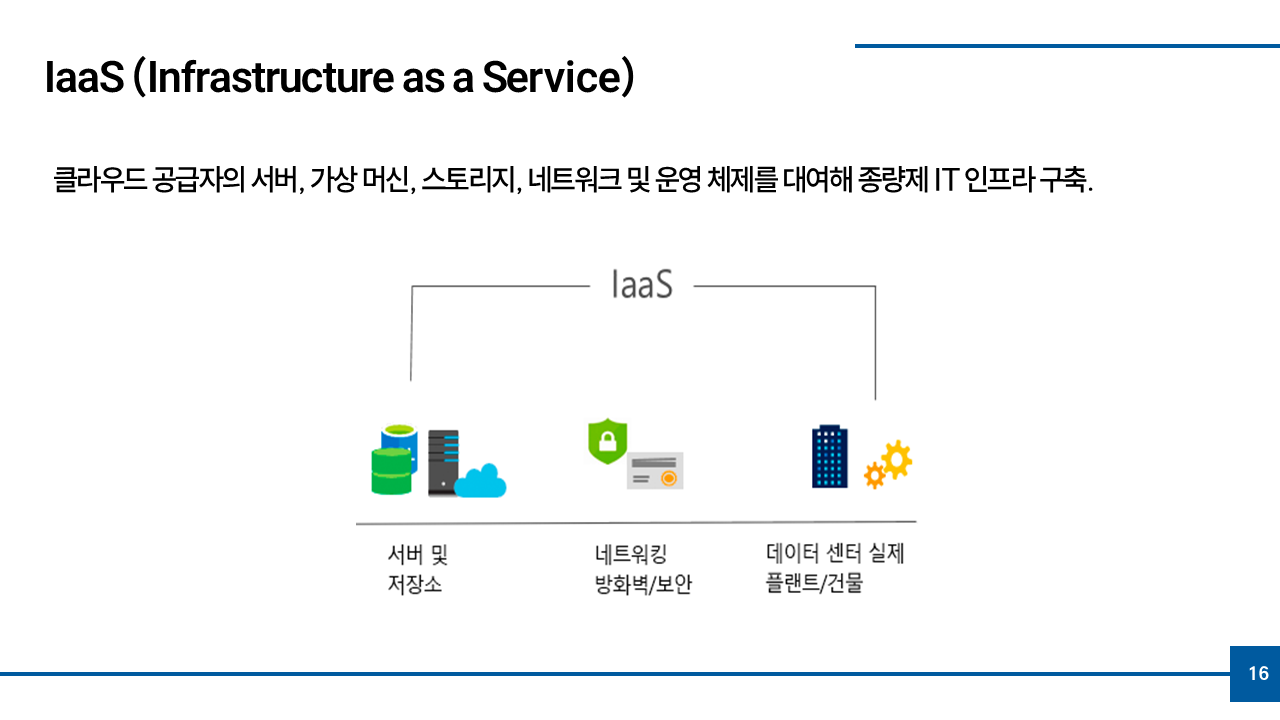 IaaS (Infrastructure as a Service)
클라우드 공급자의 서버, 가상 머신, 스토리지, 네트워크 및 운영 체제를 대여해 종량제 IT 인프라 구축.
IaaS
서버 및
저장소
네트워킹
방화벽/보안
데이터 센터 실제
플랜트/건물
16